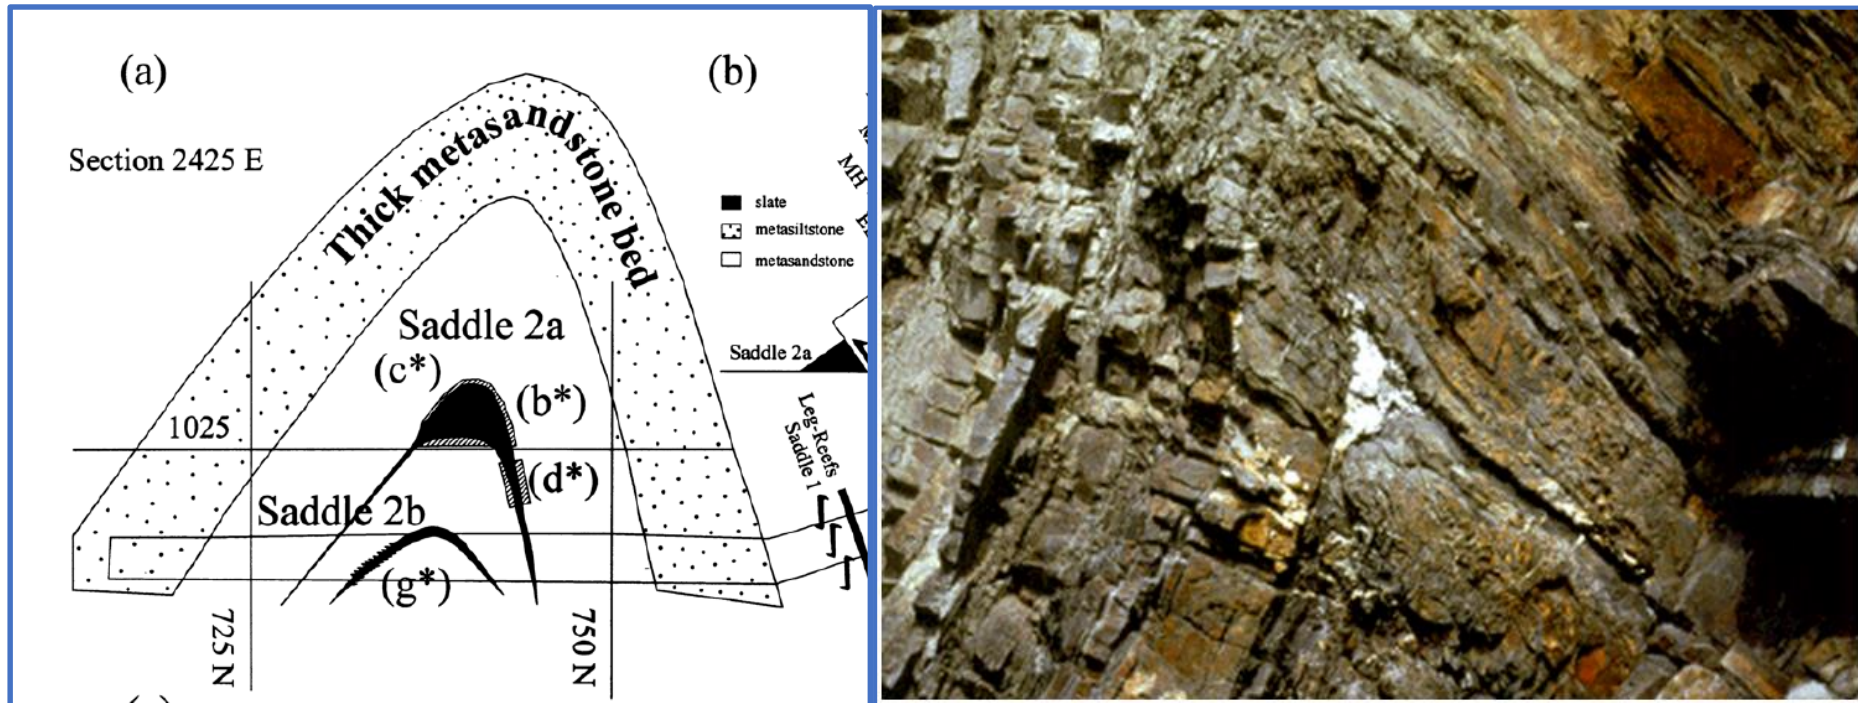 (a)
(b)
Section 2425 E
Thick metasandstone bed
MH
slate
metasiltstone
metasandstone
Saddle 2a
(c*)
(b*)
Saddle 2a
1025
Leg-Reefs
Saddle 1
(d*)
Saddle 2b
(g*)
725 N
750 N